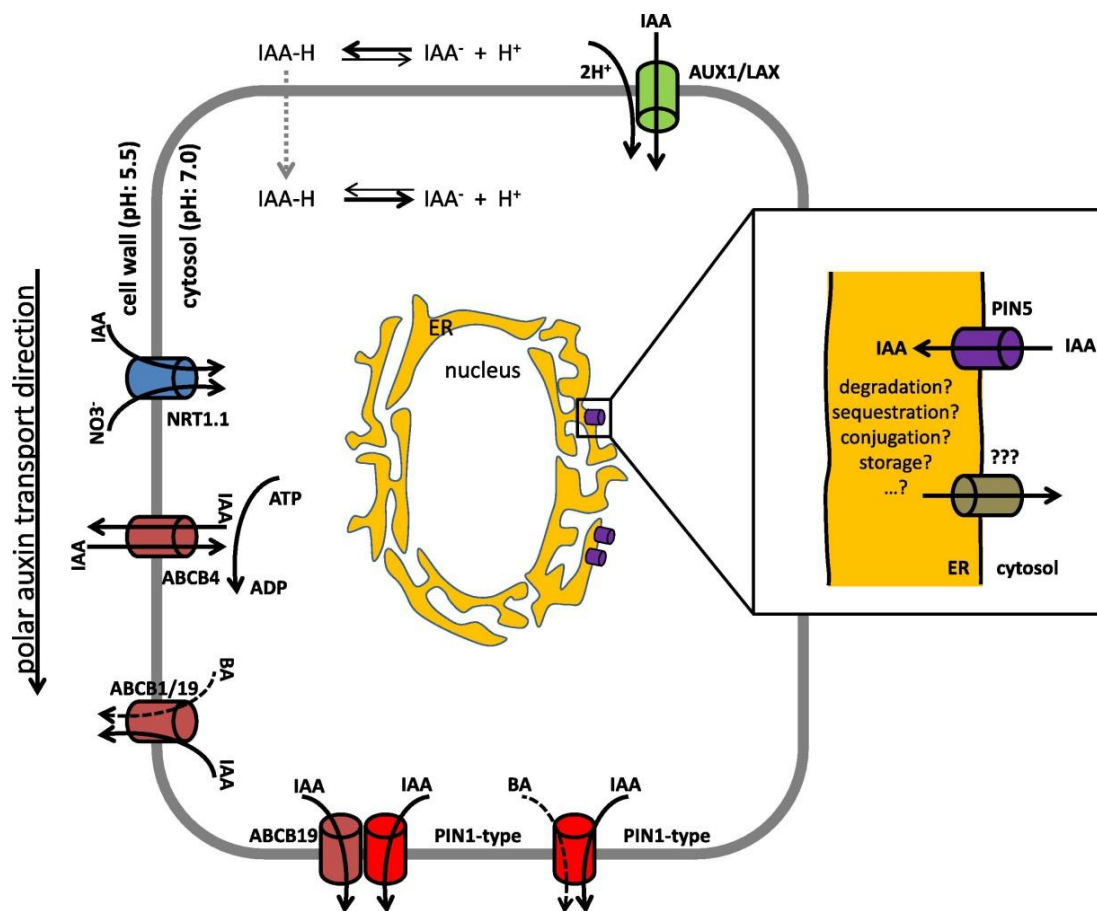 IAA
IAA-H IAA⁻ + H⁺
2H⁺
AUX1/LAX
cell wall (pH: 5.5)
cytosol (pH: 7.0)
IAA-H IAA⁻ + H⁺
polar auxin transport direction
IAA
NO3⁻
NRT1.1
ER
nucleus
PIN5
IAA
IAA
degradation?
sequestration?
conjugation?
storage?
...?
???
ER
cytosol
IAA
IAA
ATP
ABCB4
ADP
ABCB1/19
BA
IAA
IAA
IAA
ABCB19
PIN1-type
BA
IAA
PIN1-type